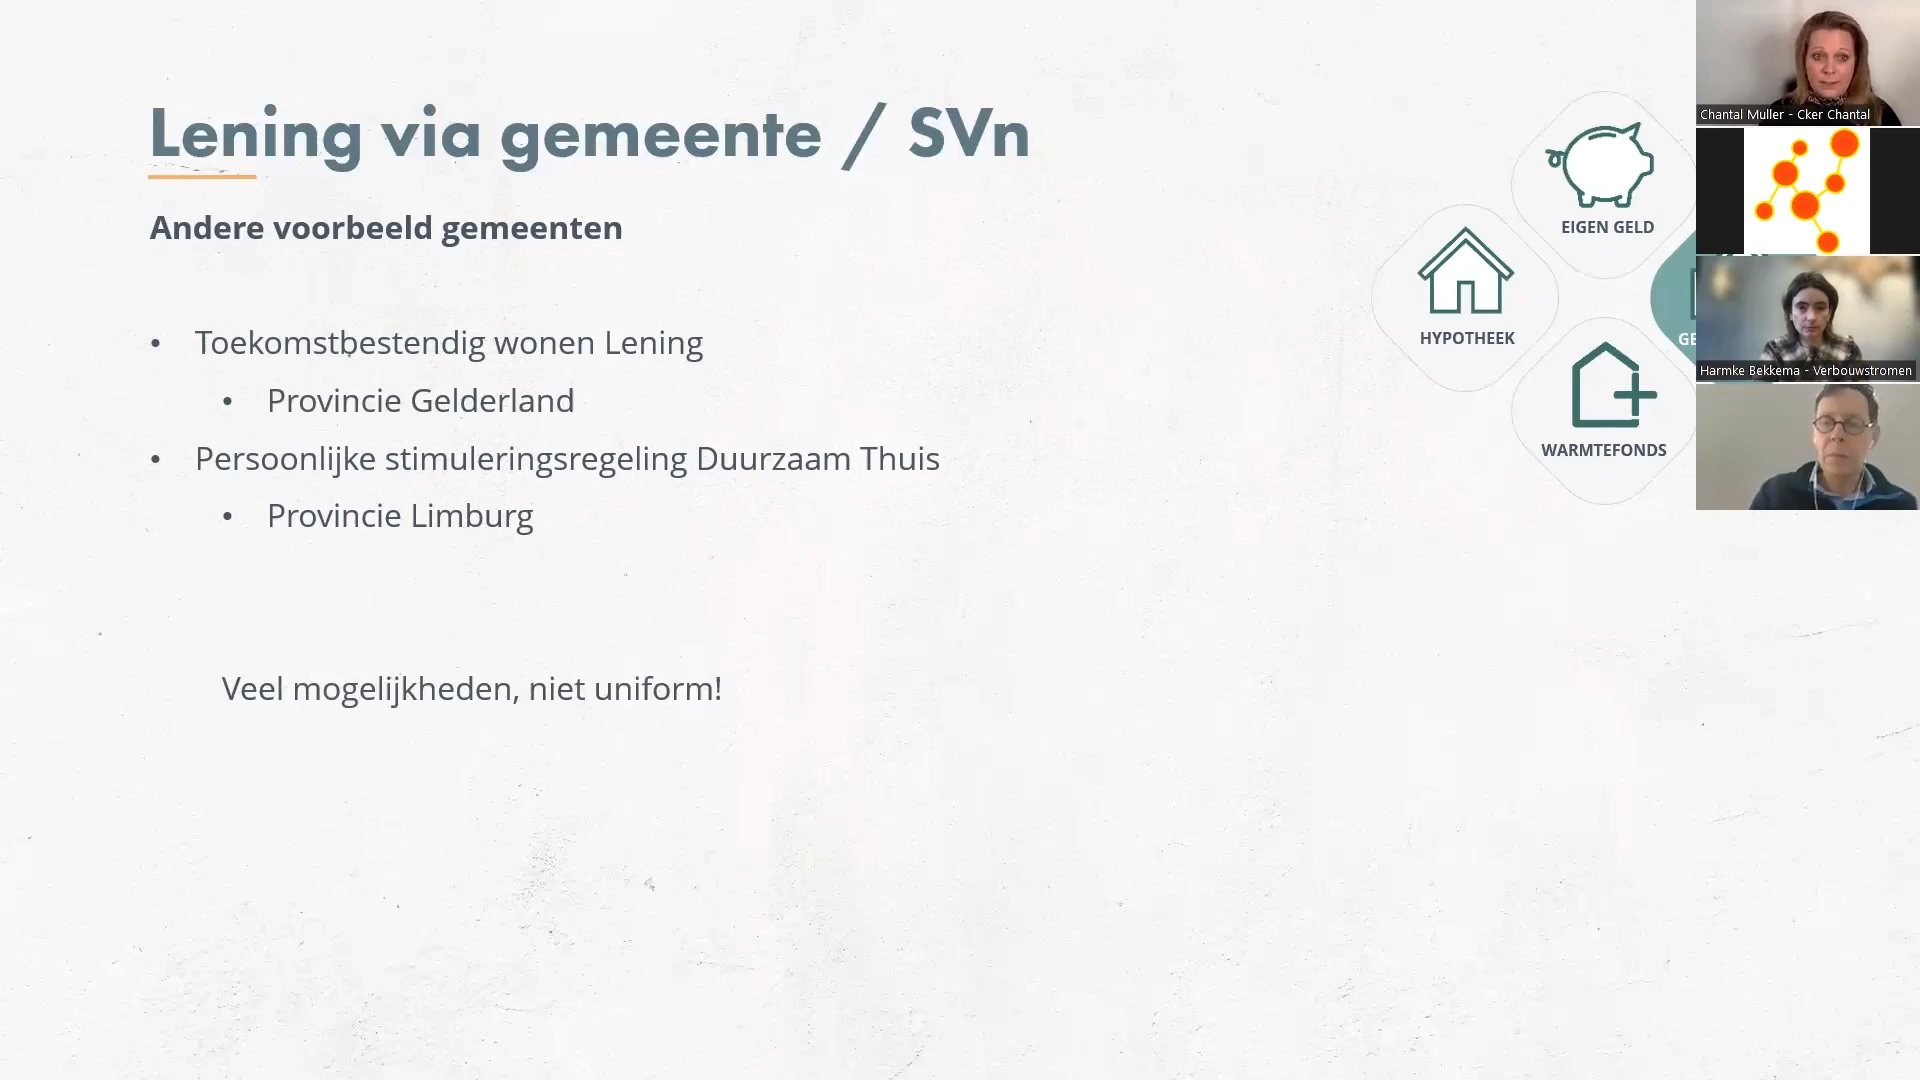 Lening via gemeente / SVn
Andere voorbeeld gemeenten
• Toekomstbestendig wonen Lening
• Provincie Gelderland
• Persoonlijke stimuleringsregeling Duurzaam Thuis
• Provincie Limburg
Veel mogelijkheden, niet uniform!
EIGEN GELD
HYPOTHEEK
GE
WARMTEFONDS
Chantal Muller - Cker Chantal
Harmke Bekkema - Verbouwstromen